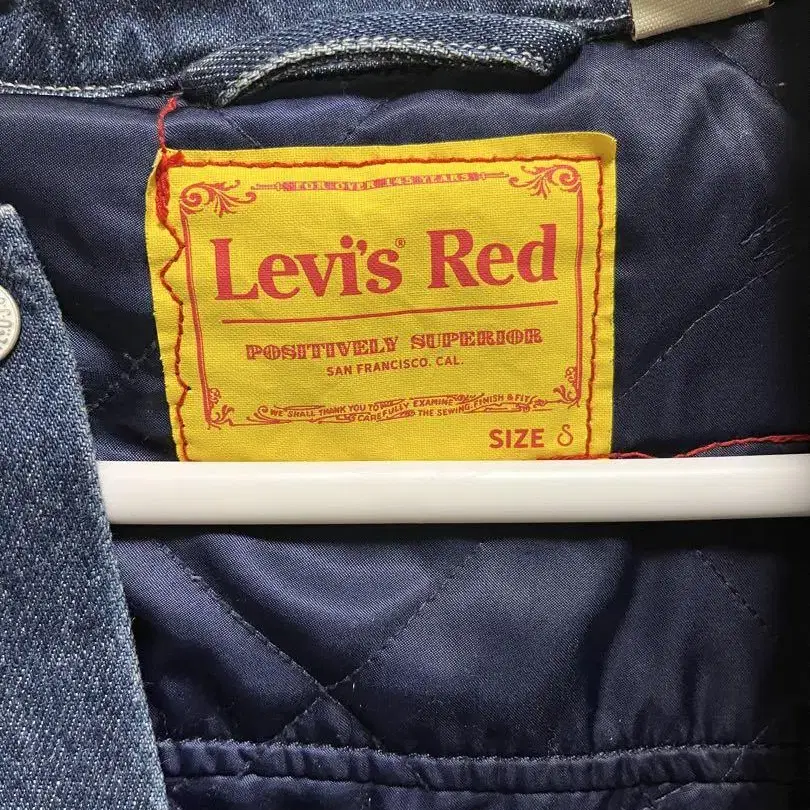 FOR OVER 145 YEARS
Levi's® Red
POSITIVELY SUPERIOR
SAN FRANCISCO. CAL.
WE SHALL THANK YOU TO CAREFULLY EXAMINE THE SEWING, FINISH & FIT
SIZE S